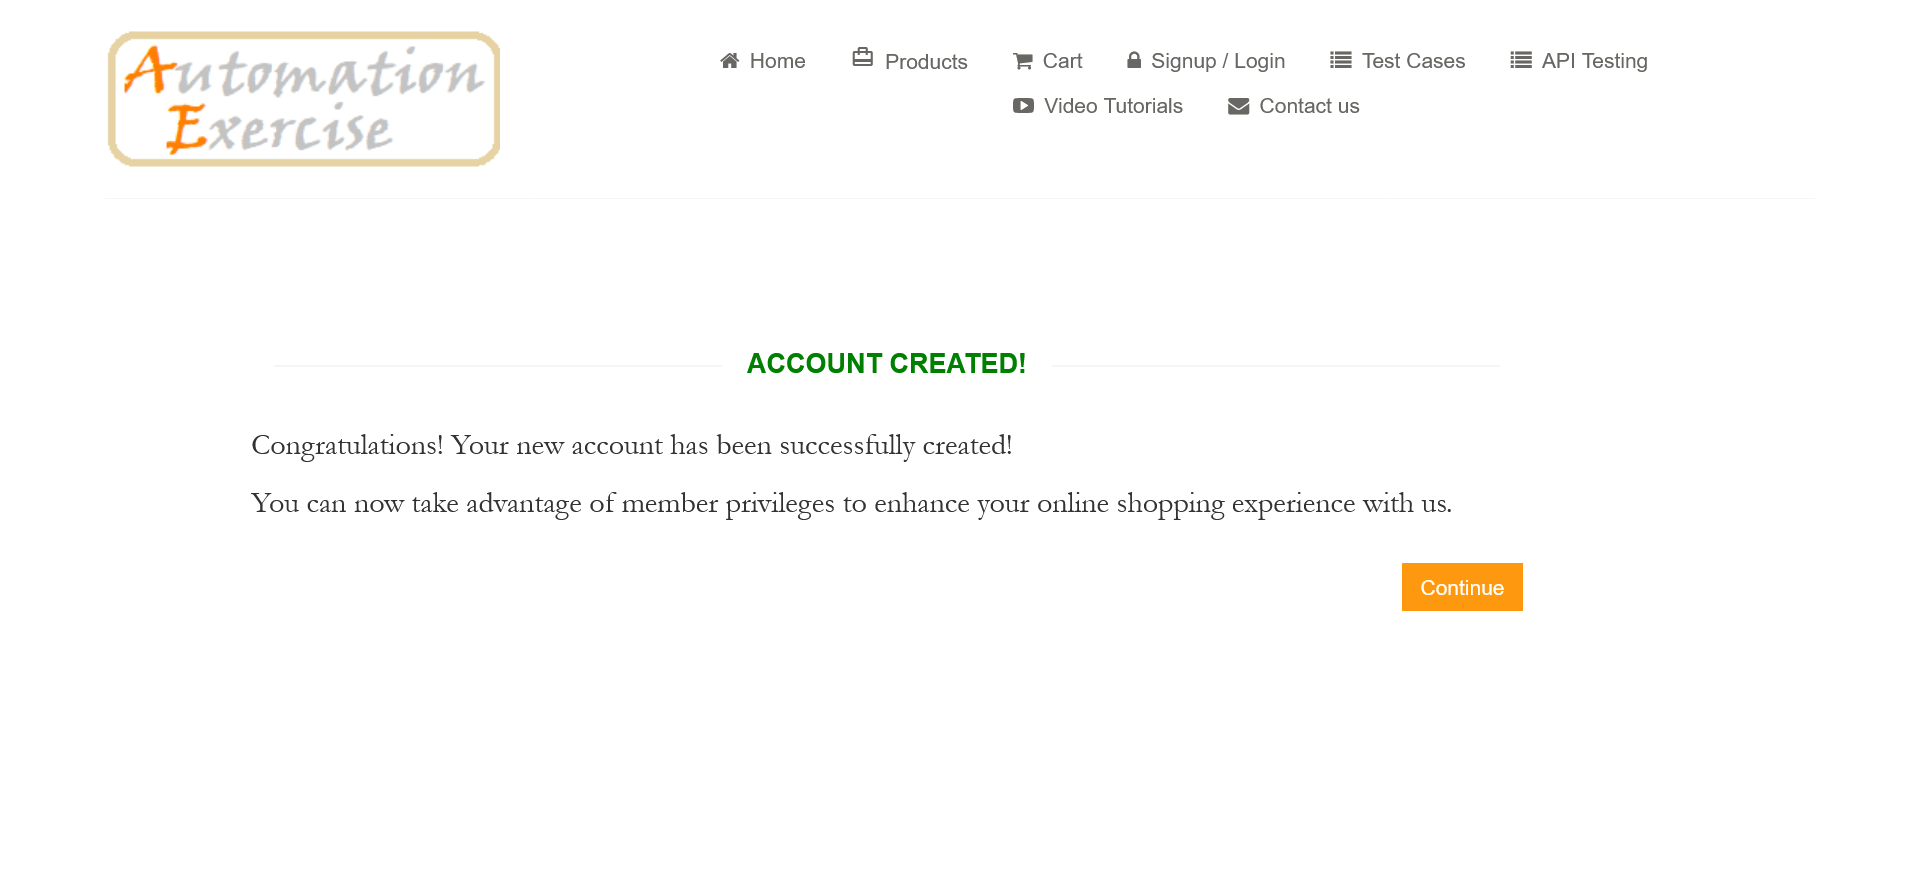 Automation
Exercise
Home Products Cart Signup / Login Test Cases API Testing
Video Tutorials Contact us
ACCOUNT CREATED!
Congratulations! Your new account has been successfully created!
You can now take advantage of member privileges to enhance your online shopping experience with us.
Continue